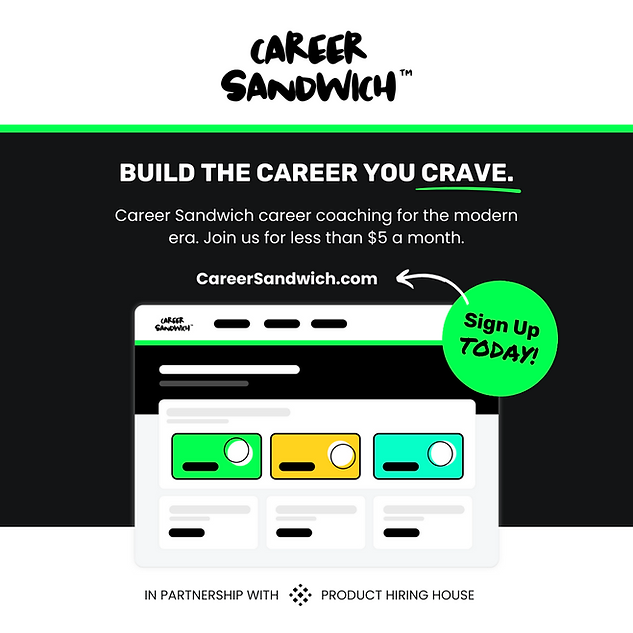 CAREER
SANDWICH™
BUILD THE CAREER YOU CRAVE.
Career Sandwich career coaching for the modern
era. Join us for less than $5 a month.
CareerSandwich.com
Sign Up
TODAY!
CAREER
SANDWICH™
IN PARTNERSHIP WITH PRODUCT HIRING HOUSE